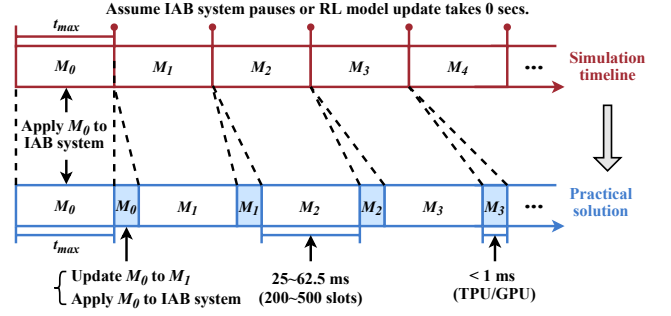 Assume IAB system pauses or RL model update takes 0 secs.
t_max
M_0 M_1 M_2 M_3 M_4 ...
Simulation
timeline
Apply M_0 to
IAB system
M_0 M_0 M_1 M_1 M_2 M_2 M_3 M_3 ...
Practical
solution
t_max
Update M_0 to M_1
Apply M_0 to IAB system
25~62.5 ms
(200~500 slots)
< 1 ms
(TPU/GPU)